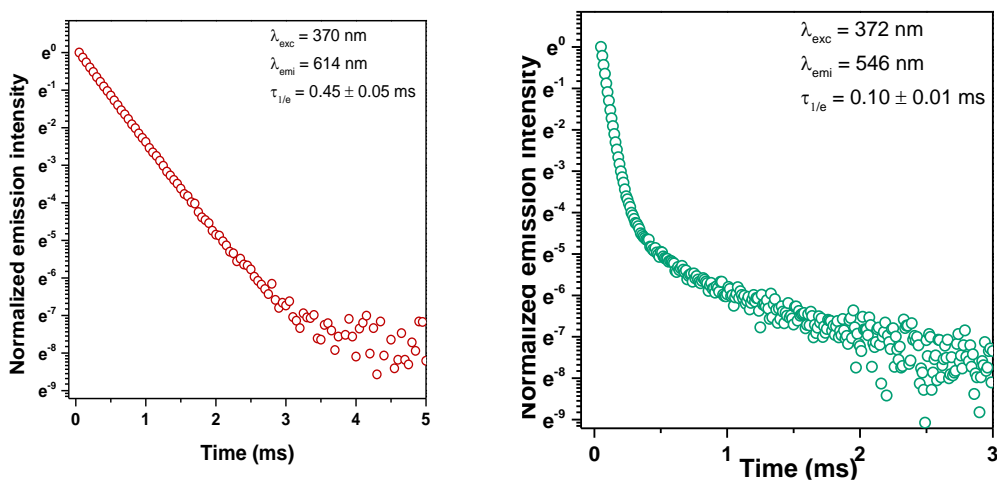 λexc = 370 nm
λemi = 614 nm
τ1/e = 0.45 ± 0.05 ms
Normalized emission intensity
e^0
e^-1
e^-2
e^-3
e^-4
e^-5
e^-6
e^-7
e^-8
e^-9
0 1 2 3 4 5
Time (ms)
λexc = 372 nm
λemi = 546 nm
τ1/e = 0.10 ± 0.01 ms
Normalized emission intensity
e^0
e^-1
e^-2
e^-3
e^-4
e^-5
e^-6
e^-7
e^-8
e^-9
0 1 2 3
Time (ms)